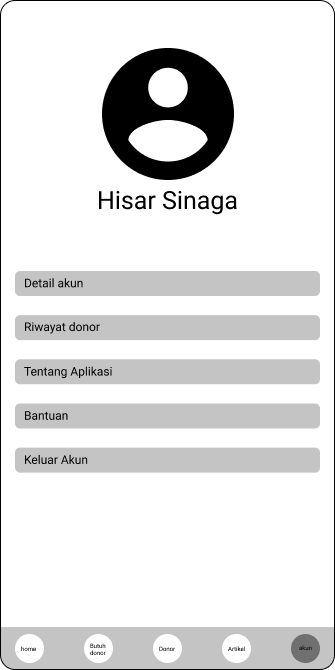 Hisar Sinaga
Detail akun
Riwayat donor
Tentang Aplikasi
Bantuan
Keluar Akun
home
Butuh
donor
Donor
Artikel
akun